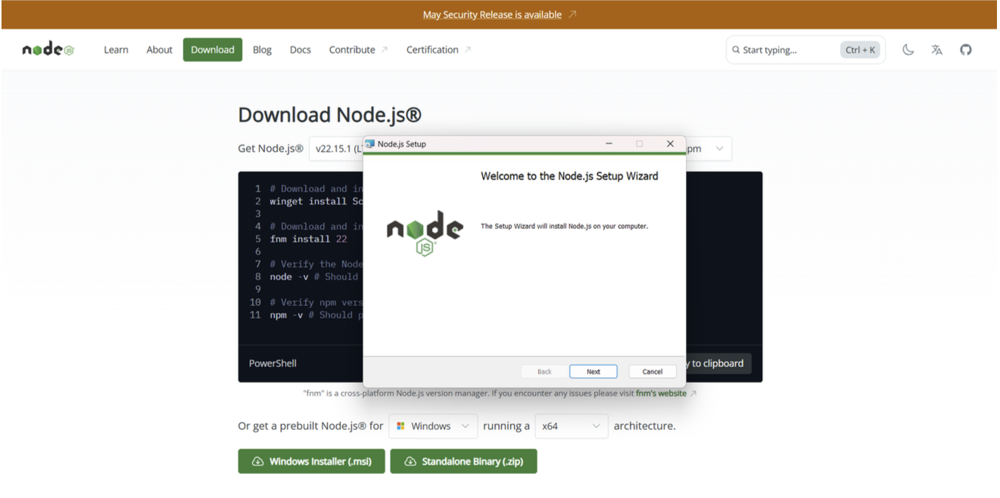 May Security Release is available
node JS
Learn About Download Blog Docs Contribute Certification Start typing... Ctrl + K
Download Node.js®
Get Node.js® v22.15.1
Node.js Setup
Welcome to the Node.js Setup Wizard
node JS
The Setup Wizard will install Node.js on your computer.
Back Next Cancel
1 # Download and in
2 winget install Sc
3
4 # Download and in
5 fnm install 22
6
7 # Verify the Node
8 node -v # Should
9
10 # Verify npm vers
11 npm -v # Should p
PowerShell
y to clipboard
"fnm" is a cross-platform Node.js version manager. If you encounter any issues please visit fnm's website
Or get a prebuilt Node.js® for Windows running a x64 architecture.
Windows Installer (.msi) Standalone Binary (.zip)